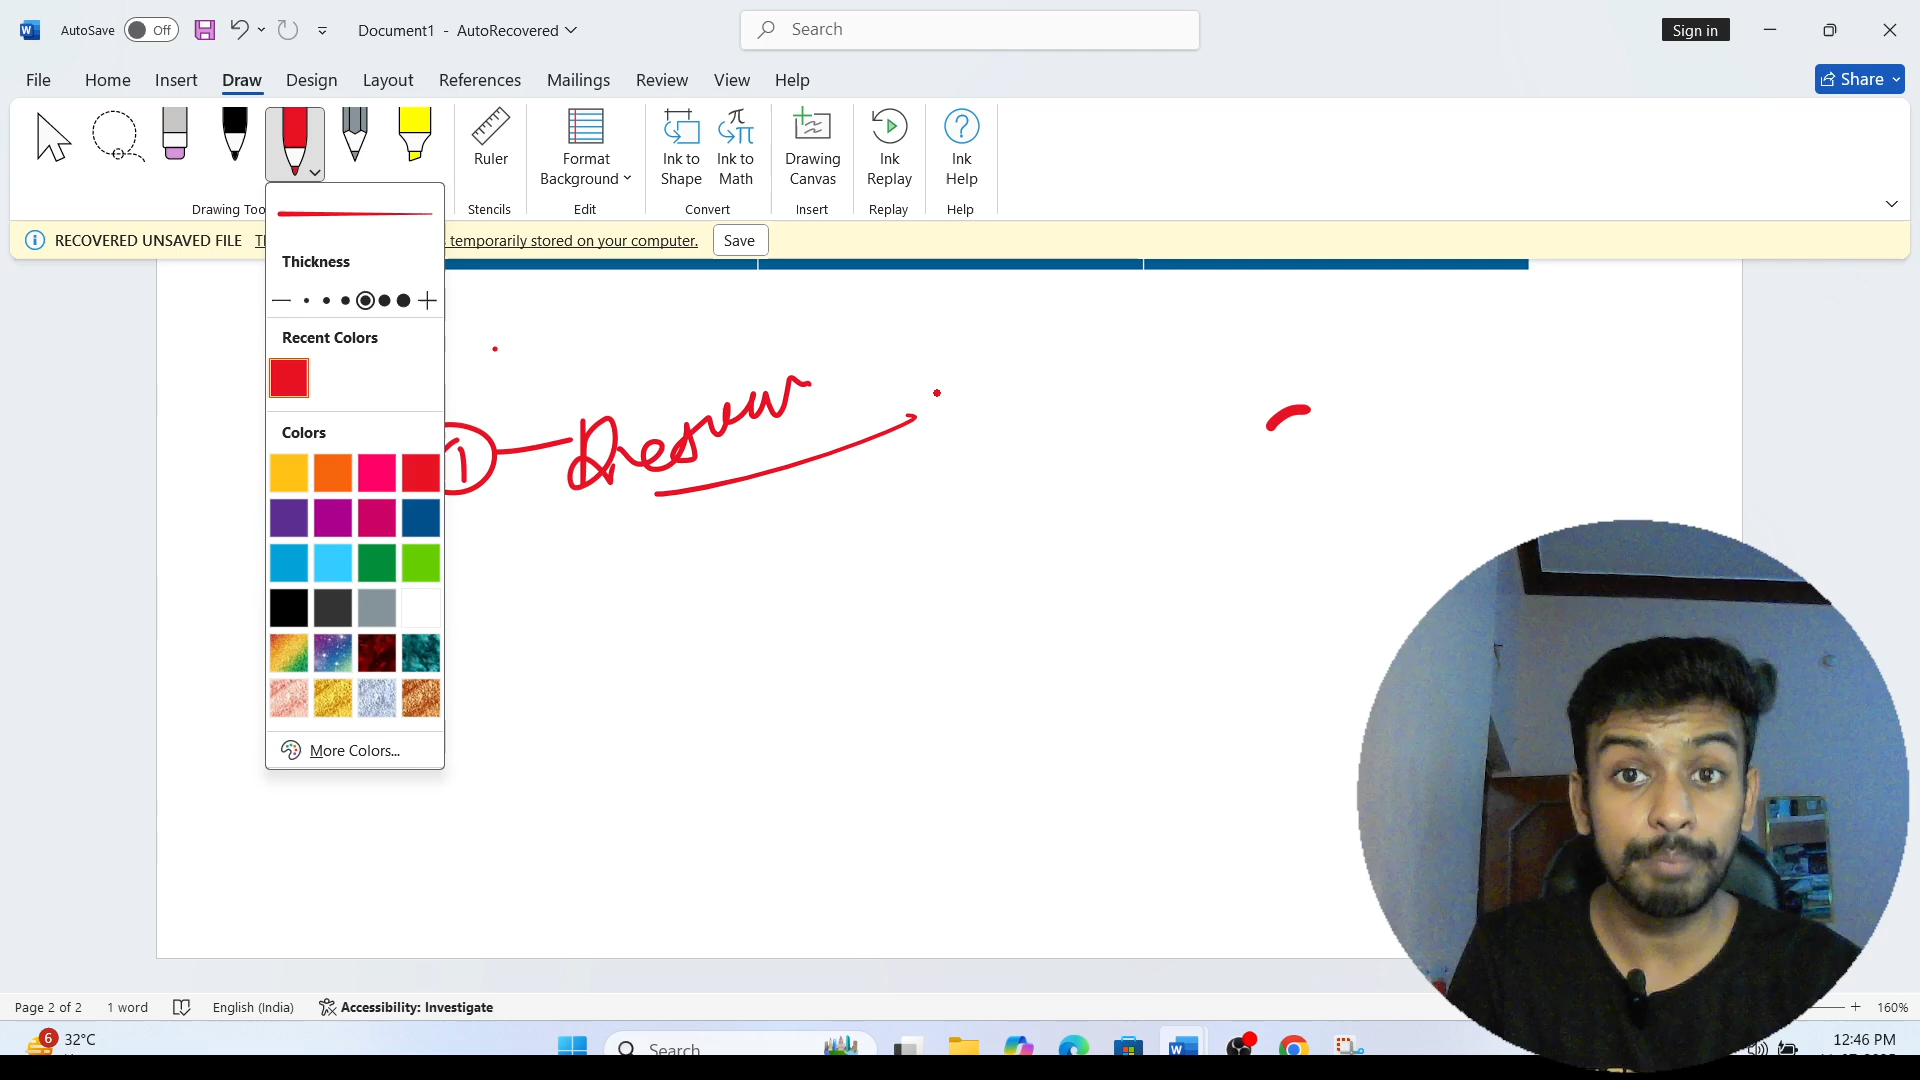 AutoSave Off Document1 - AutoRecovered Search Sign in
File Home Insert Draw Design Layout References Mailings Review View Help Share
Ruler Format Background Ink to Shape Ink to Math Drawing Canvas Ink Replay Ink Help
Drawing Too Stencils Edit Convert Insert Replay Help
RECOVERED UNSAVED FILE temporarily stored on your computer. Save
Thickness
Recent Colors
Colors
More Colors...
1
Page 2 of 2 1 word English (India) Accessibility: Investigate 160%
6 32°C Search 12:46 PM